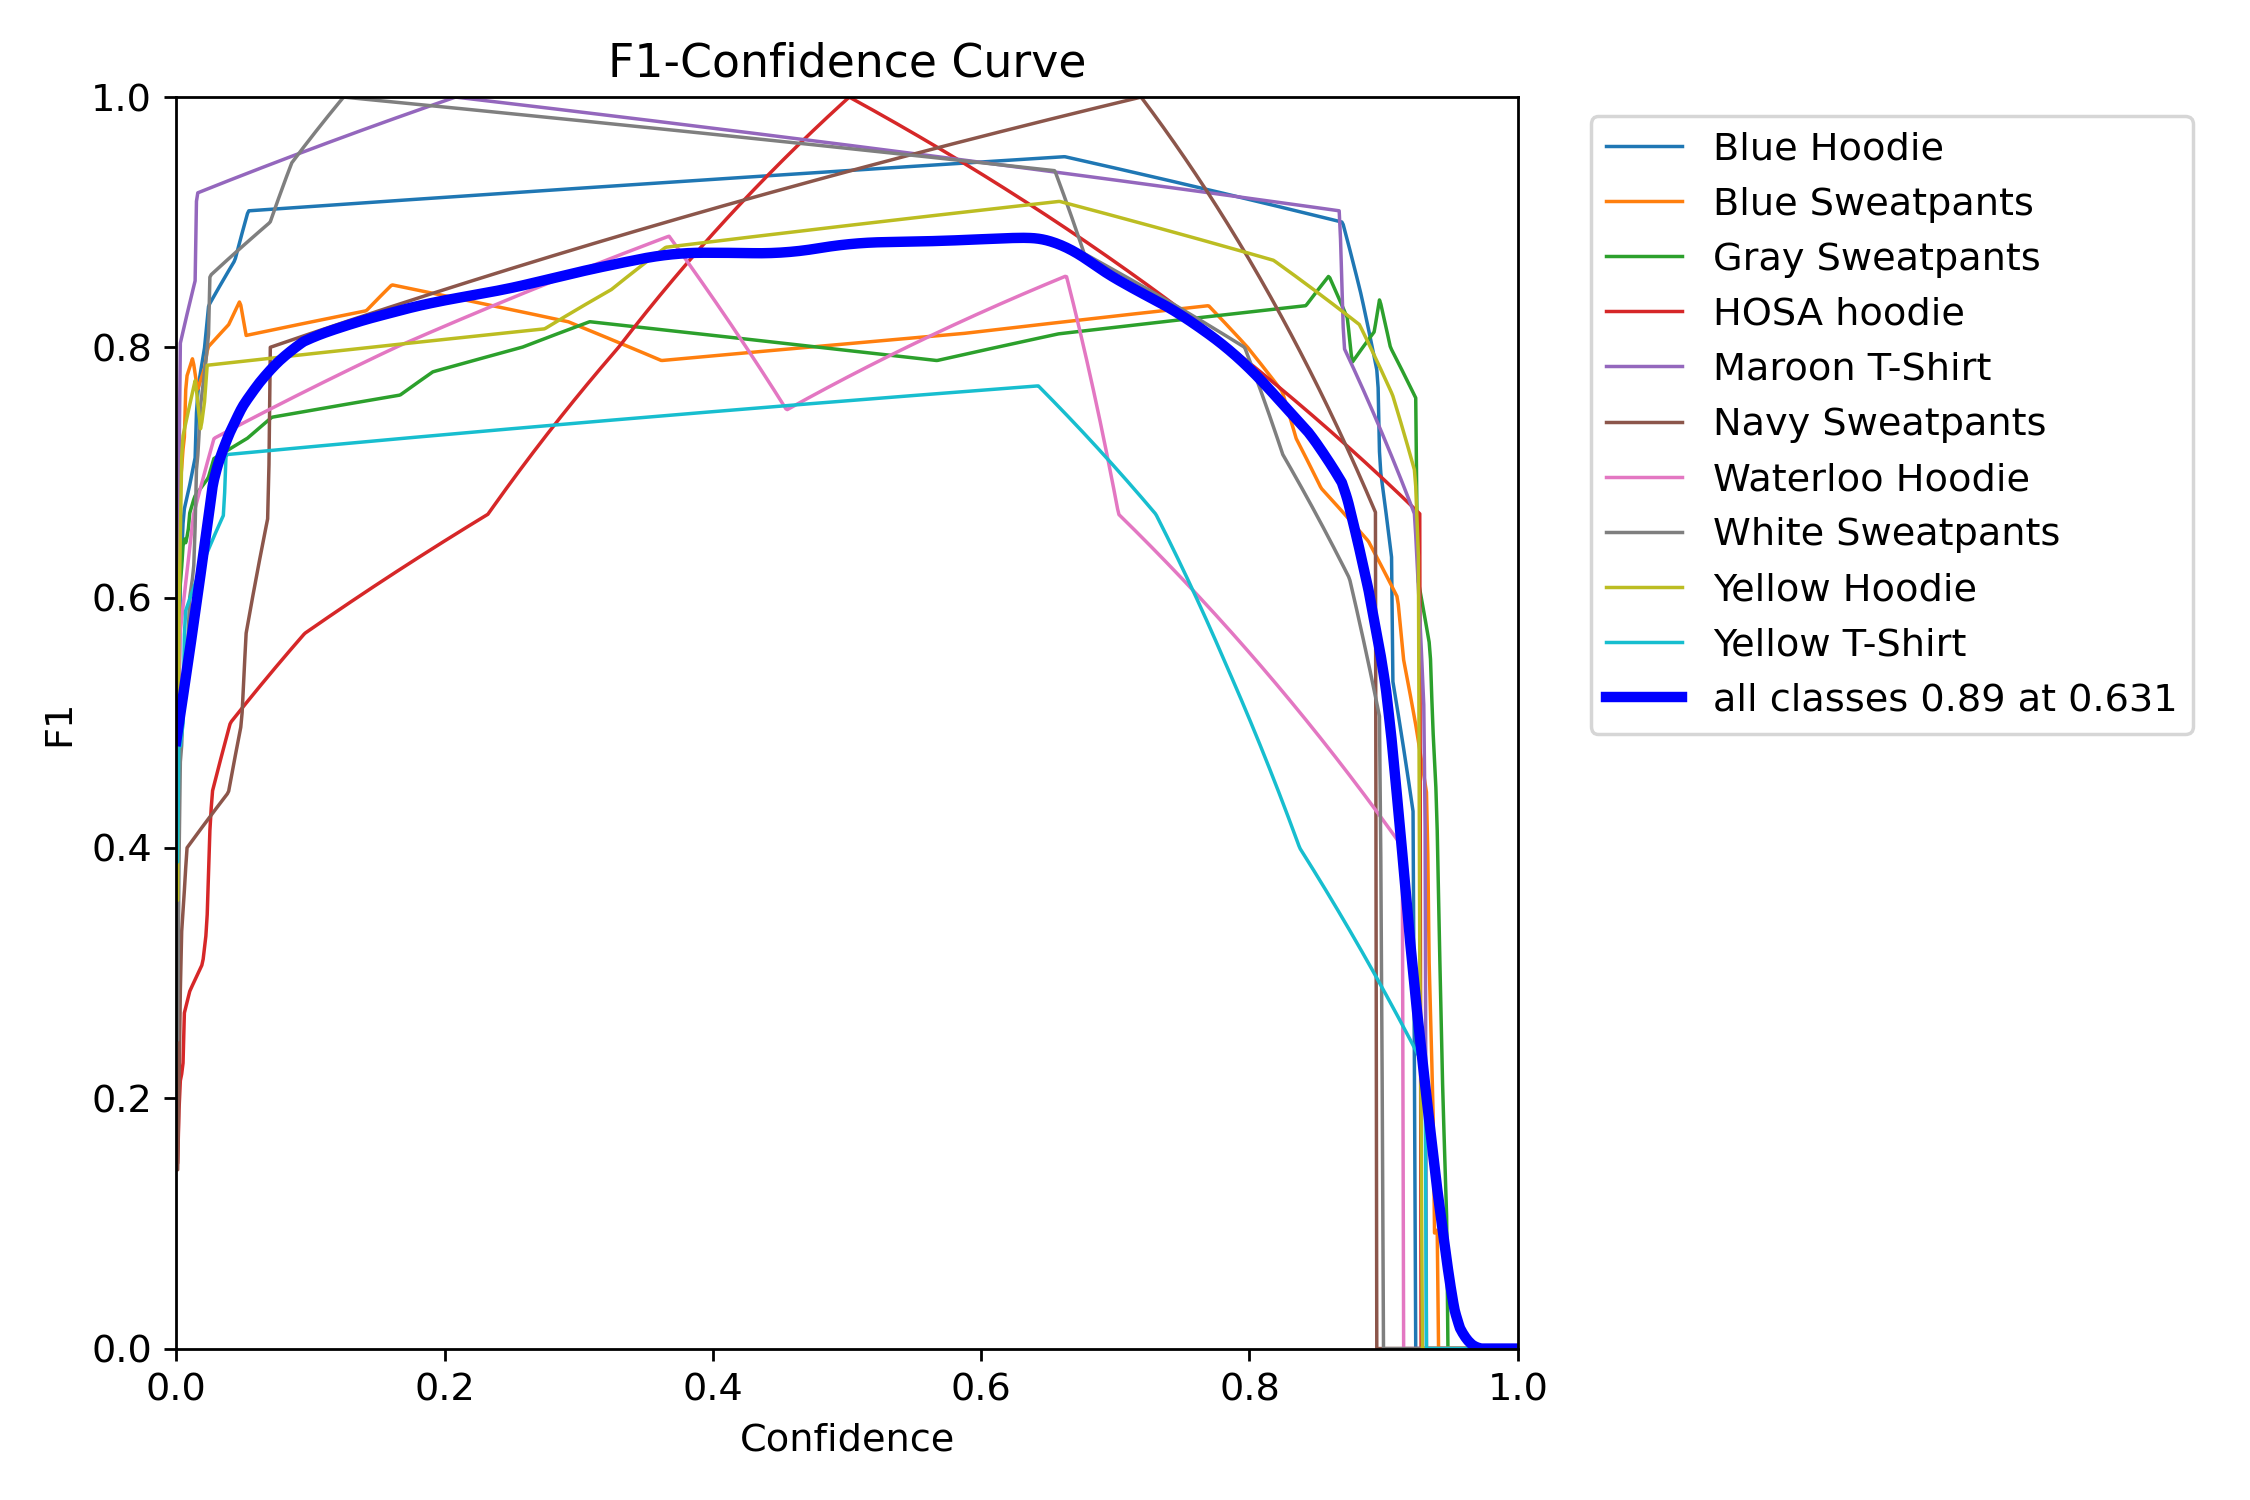 F1-Confidence Curve
1.0
0.8
0.6
0.4
0.2
0.0
F1
0.0 0.2 0.4 0.6 0.8 1.0
Confidence
Blue Hoodie
Blue Sweatpants
Gray Sweatpants
HOSA hoodie
Maroon T-Shirt
Navy Sweatpants
Waterloo Hoodie
White Sweatpants
Yellow Hoodie
Yellow T-Shirt
all classes 0.89 at 0.631